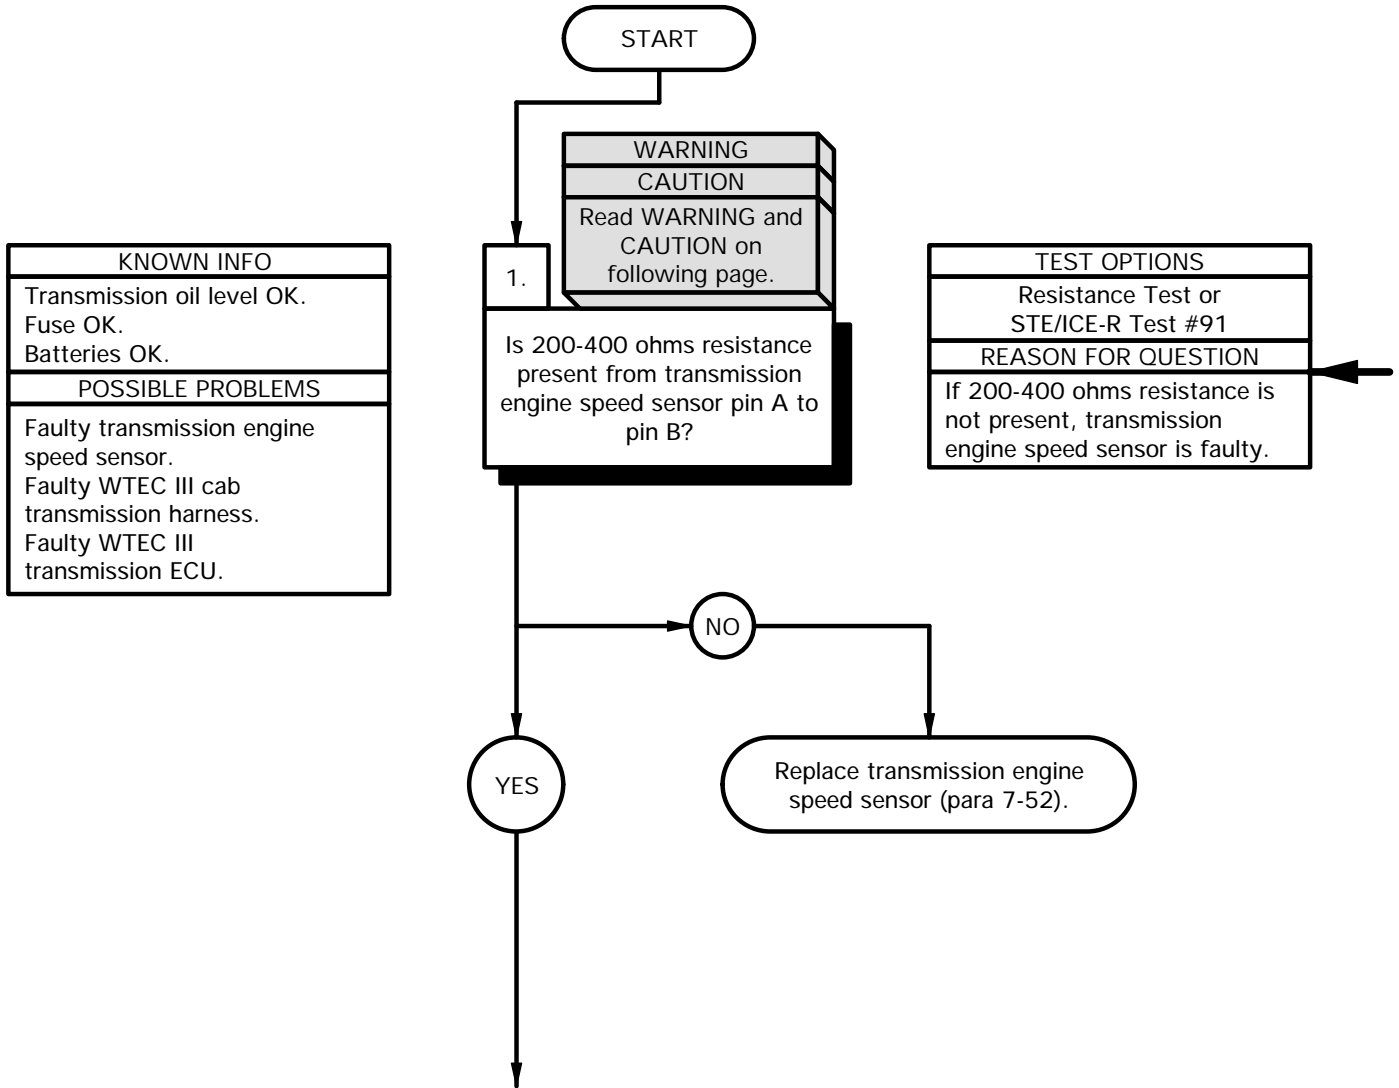 START
WARNING
CAUTION
Read WARNING and
CAUTION on
following page.
1.
Is 200-400 ohms resistance
present from transmission
engine speed sensor pin A to
pin B?
KNOWN INFO
Transmission oil level OK.
Fuse OK.
Batteries OK.
POSSIBLE PROBLEMS
Faulty transmission engine
speed sensor.
Faulty WTEC III cab
transmission harness.
Faulty WTEC III
transmission ECU.
TEST OPTIONS
Resistance Test or
STE/ICE-R Test #91
REASON FOR QUESTION
If 200-400 ohms resistance is
not present, transmission
engine speed sensor is faulty.
NO
YES
Replace transmission engine
speed sensor (para 7-52).